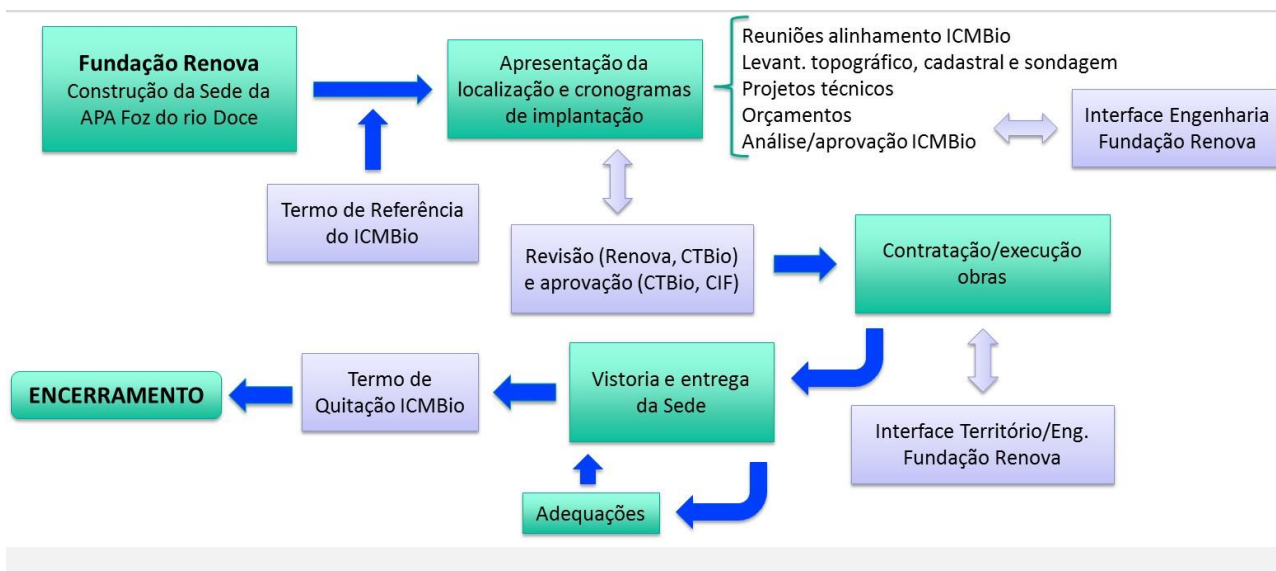 Fundação Renova
Construção da Sede da
APA Foz do rio Doce
Apresentação da
localização e cronogramas
de implantação
Reuniões alinhamento ICMBio
Levant. topográfico, cadastral e sondagem
Projetos técnicos
Orçamentos
Análise/aprovação ICMBio
Interface Engenharia
Fundação Renova
Termo de Referência
do ICMBio
Revisão (Renova, CTBio)
e aprovação (CTBio, CIF)
Contratação/execução
obras
ENCERRAMENTO
Termo de
Quitação ICMBio
Vistoria e entrega
da Sede
Interface Território/Eng.
Fundação Renova
Adequações